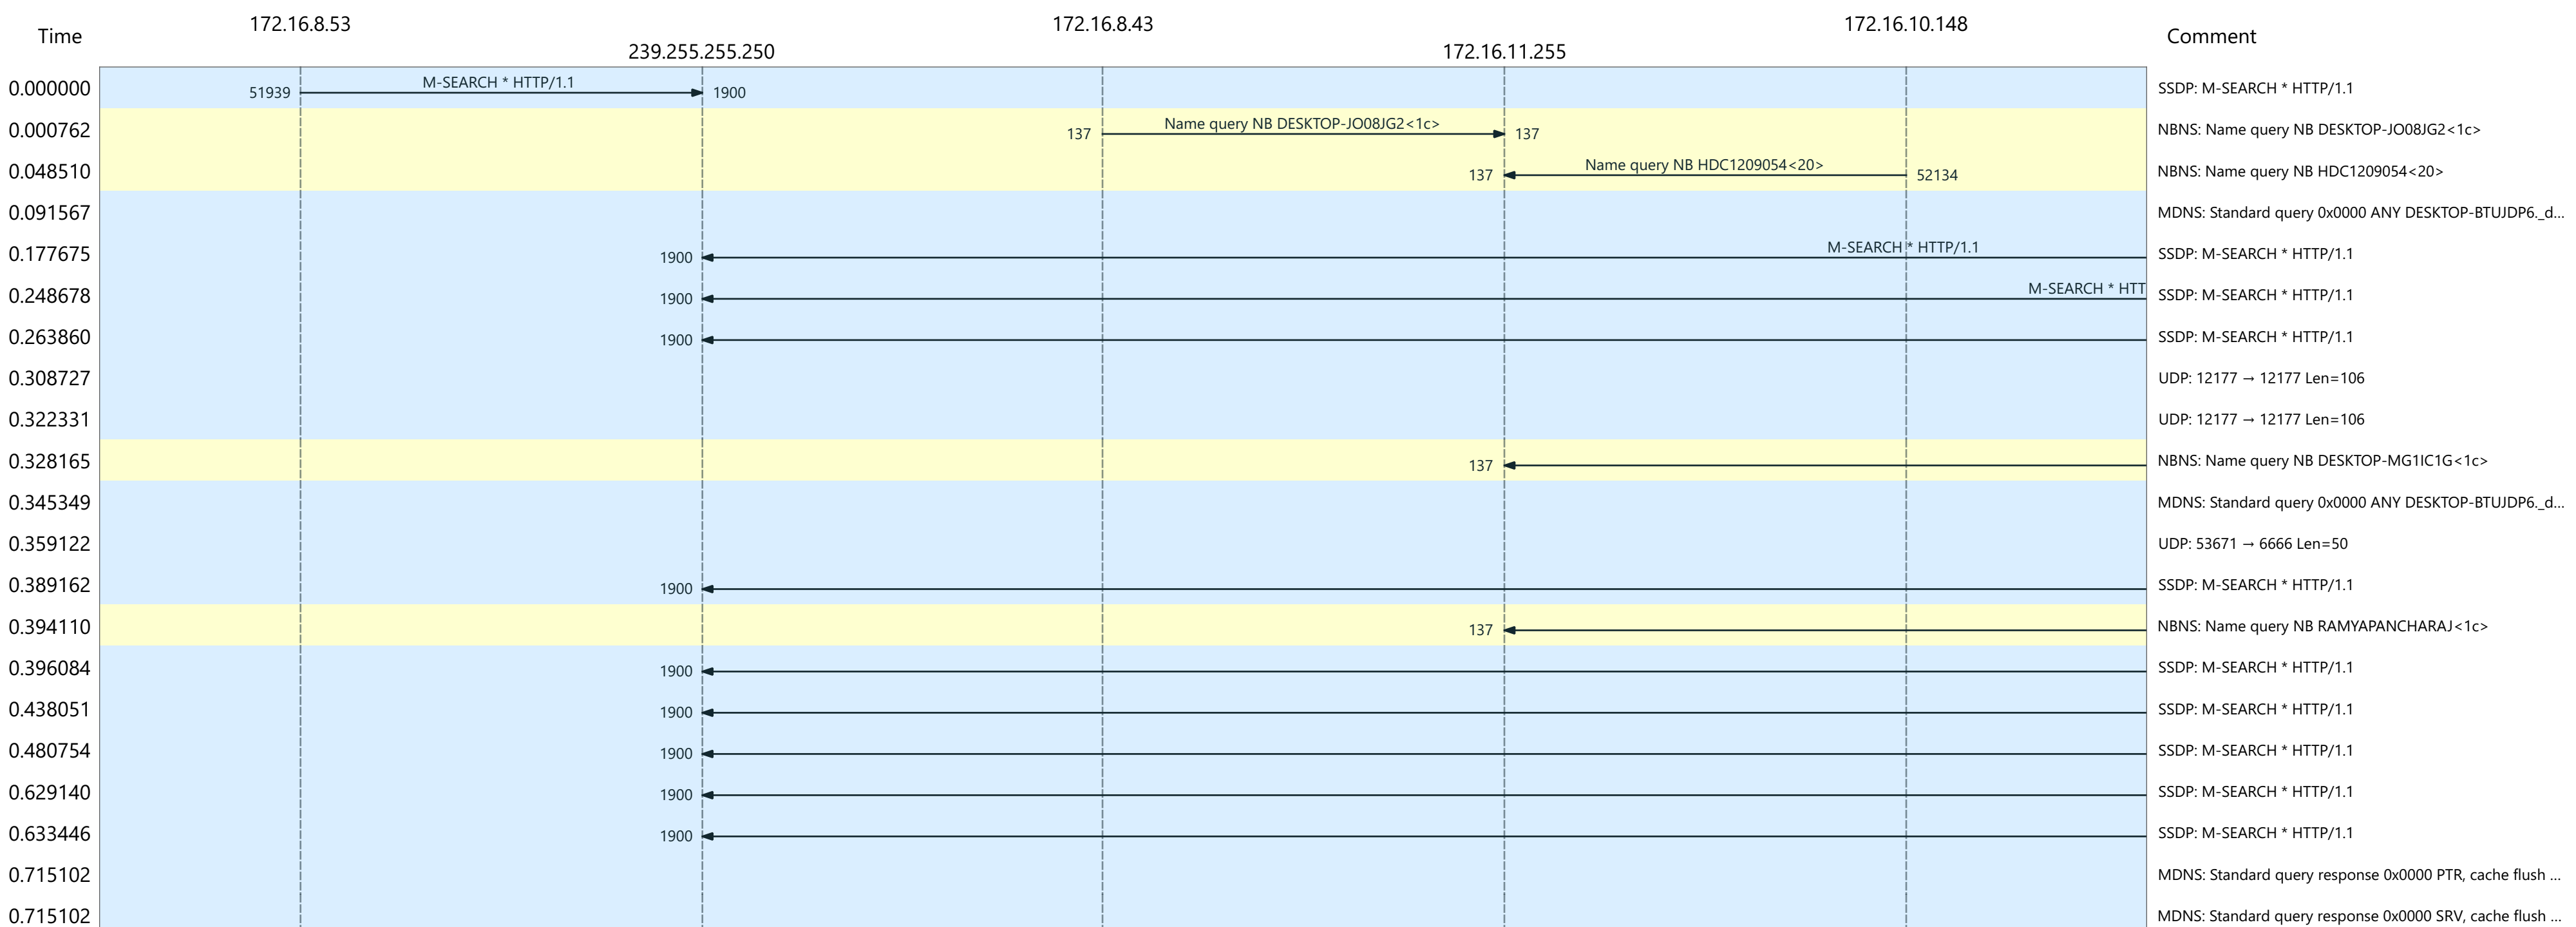 172.16.8.53 172.16.8.43 172.16.10.148
Time Comment
239.255.255.250 172.16.11.255
M-SEARCH * HTTP/1.1
0.000000 51939 1900 SSDP: M-SEARCH * HTTP/1.1
Name query NB DESKTOP-JO08JG2<1c>
0.000762 137 137 NBNS: Name query NB DESKTOP-JO08JG2<1c>
Name query NB HDC1209054<20>
0.048510 137 52134 NBNS: Name query NB HDC1209054<20>
0.091567 MDNS: Standard query 0x0000 ANY DESKTOP-BTUJDP6._d...
M-SEARCH * HTTP/1.1
0.177675 1900 SSDP: M-SEARCH * HTTP/1.1
M-SEARCH * HTT
0.248678 1900 SSDP: M-SEARCH * HTTP/1.1
0.263860 1900 SSDP: M-SEARCH * HTTP/1.1
0.308727 UDP: 12177 → 12177 Len=106
0.322331 UDP: 12177 → 12177 Len=106
0.328165 137 NBNS: Name query NB DESKTOP-MG1IC1G<1c>
0.345349 MDNS: Standard query 0x0000 ANY DESKTOP-BTUJDP6._d...
0.359122 UDP: 53671 → 6666 Len=50
0.389162 1900 SSDP: M-SEARCH * HTTP/1.1
0.394110 137 NBNS: Name query NB RAMYAPANCHARAJ<1c>
0.396084 1900 SSDP: M-SEARCH * HTTP/1.1
0.438051 1900 SSDP: M-SEARCH * HTTP/1.1
0.480754 1900 SSDP: M-SEARCH * HTTP/1.1
0.629140 1900 SSDP: M-SEARCH * HTTP/1.1
0.633446 1900 SSDP: M-SEARCH * HTTP/1.1
0.715102 MDNS: Standard query response 0x0000 PTR, cache flush ...
0.715102 MDNS: Standard query response 0x0000 SRV, cache flush ...